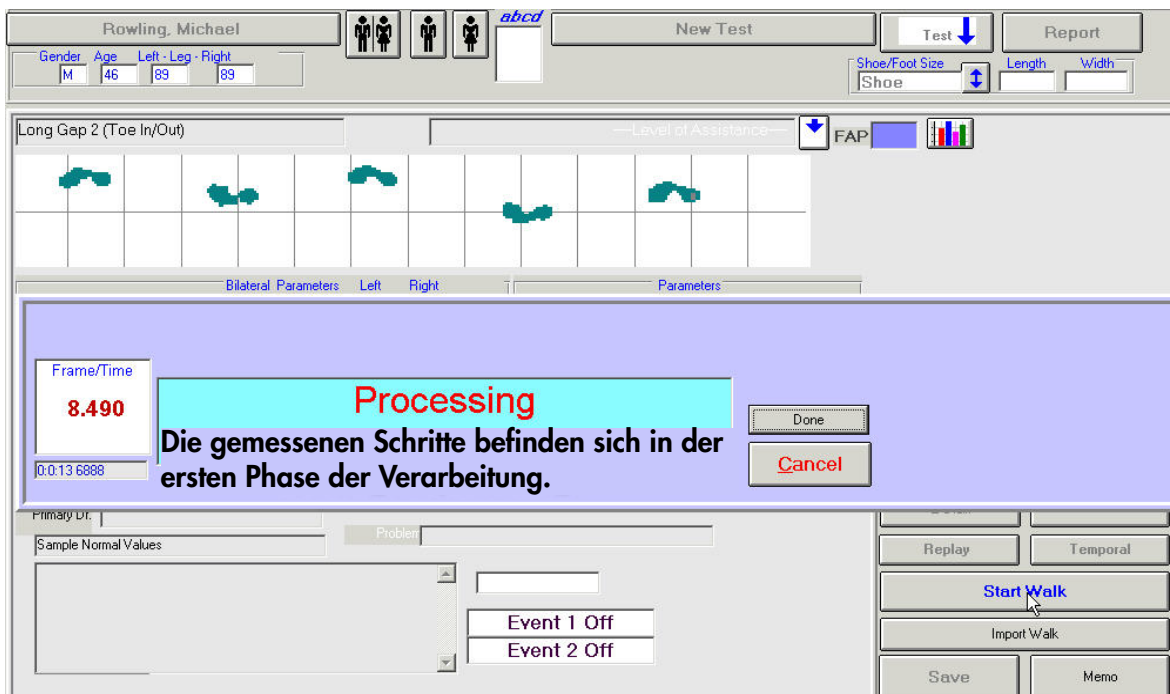 Rowling, Michael
abcd
New Test
Test
Report
Gender Age Left - Leg - Right
M 46 89 89
Shoe/Foot Size Length Width
Shoe
Long Gap 2 (Toe In/Out)
---Level of Assistance---
FAP
Bilateral Parameters Left Right
Parameters
Frame/Time
8.490
0:0:13 6888
Processing
Die gemessenen Schritte befinden sich in der
ersten Phase der Verarbeitung.
Done
Cancel
Primary Dr.
Problem
Sample Normal Values
Replay
Temporal
Event 1 Off
Event 2 Off
Start Walk
Import Walk
Save
Memo